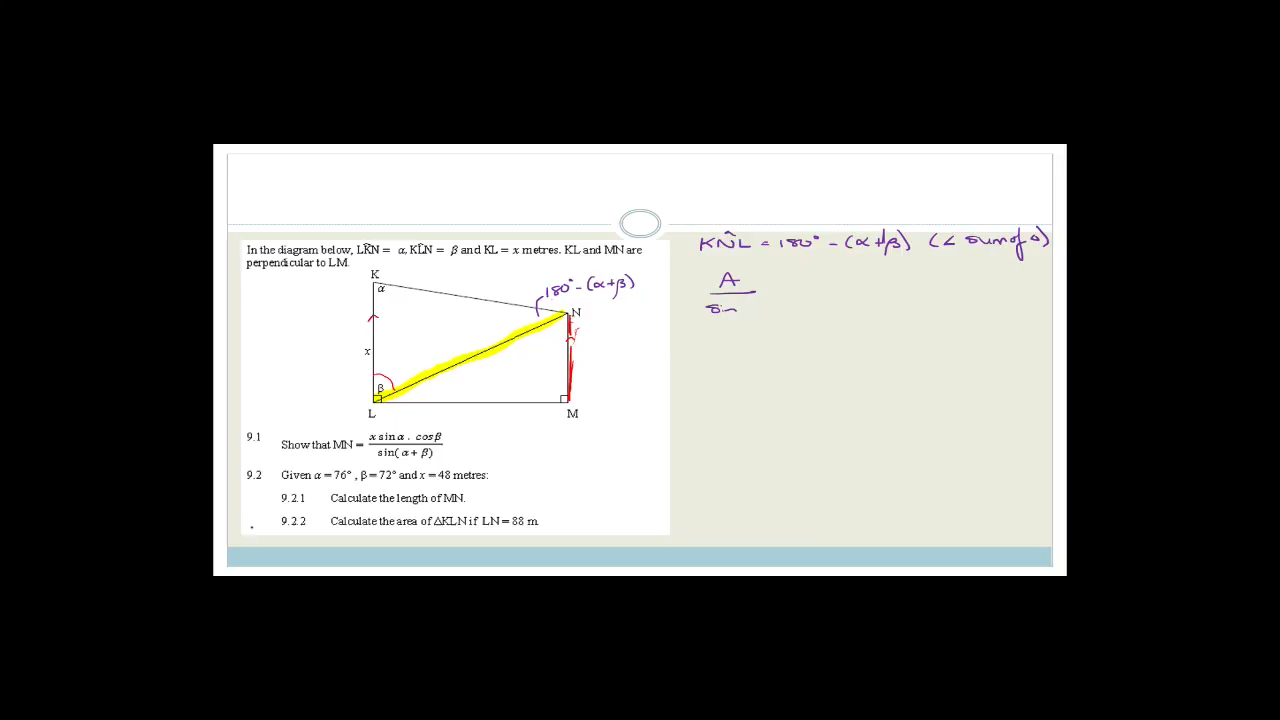 In the diagram below, LK̂N = α, KL̂N = β and KL = x metres. KL and MN are
perpendicular to LM.
K
α
180° - (α+β)
N
x
β
L
M
9.1 Show that MN = x sin α . cos β / sin( α + β)
9.2 Given α = 76° , β = 72° and x = 48 metres:
9.2.1 Calculate the length of MN.
9.2.2 Calculate the area of ΔKLN if LN = 88 m.
KN̂L = 180° - (α+β) (∠ sum of Δ)
A
sin